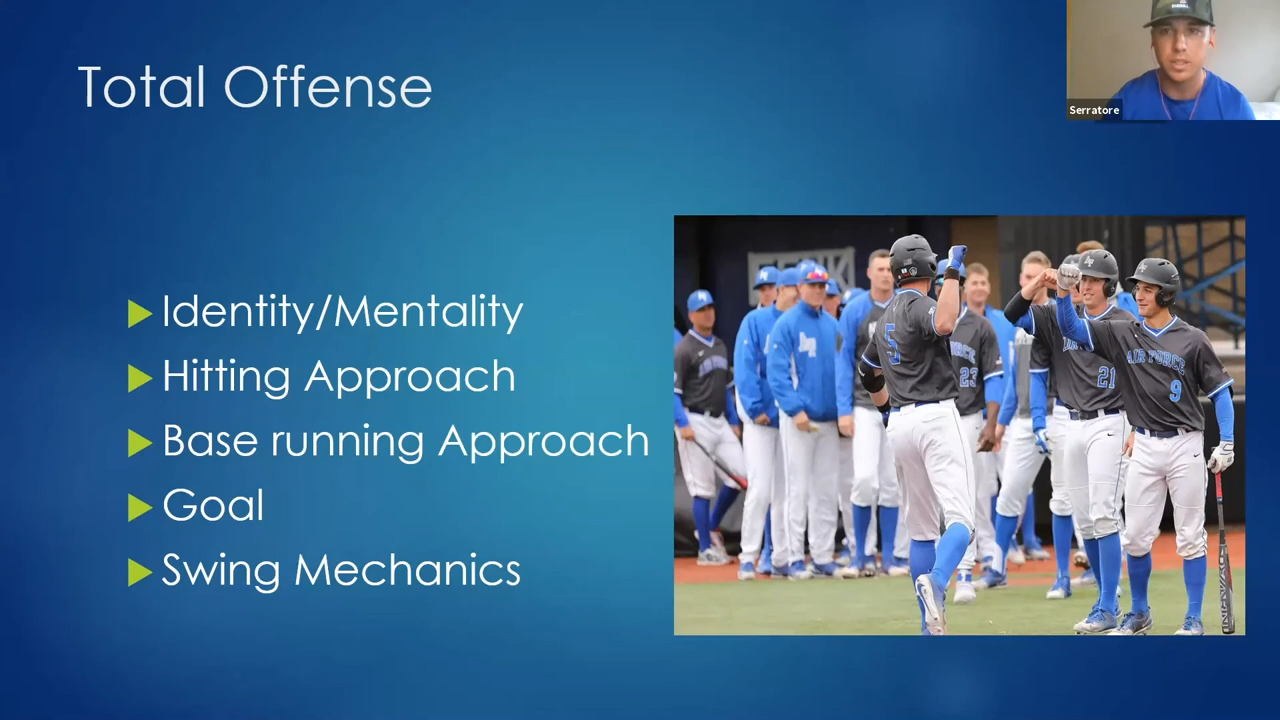 Total Offense
Serratore
Identity/Mentality
Hitting Approach
Base running Approach
Goal
Swing Mechanics
5
23
21
AIR FORCE
9